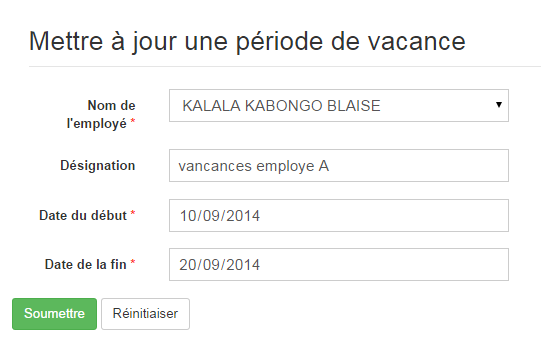 Mettre à jour une période de vacance
Nom de
l'employé *
KALALA KABONGO BLAISE
Désignation
vancances employe A
Date du début *
10/09/2014
Date de la fin *
20/09/2014
Soumettre
Réinitiaiser